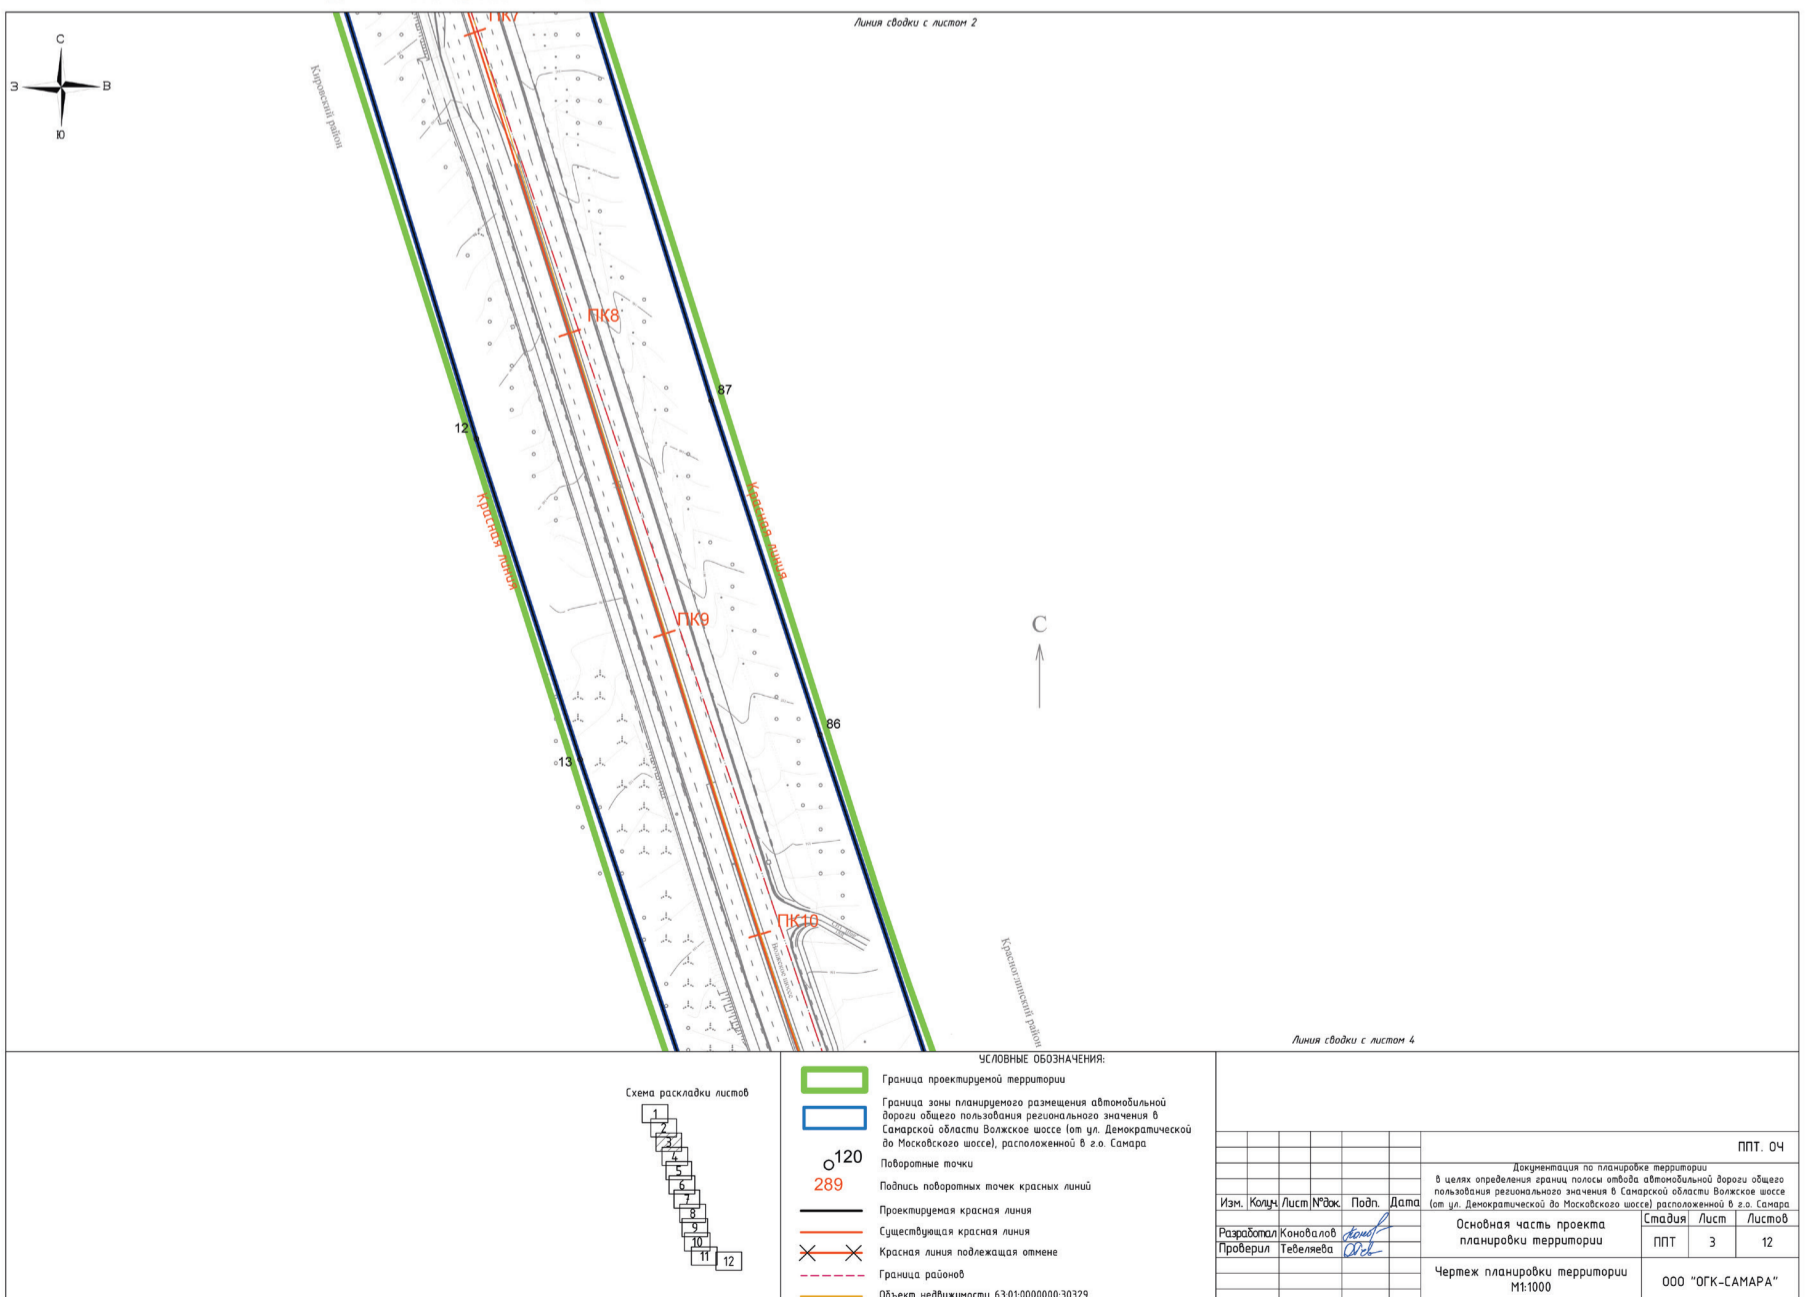 Линия сводки с листом 2
С
З
В
Ю
Кировский район
ПК7
ПК8
87
12
Красная линия
Красная линия
ПК9
С
86
13
ПК10
Волжское шоссе
Красноглинский район
Линия сводки с листом 4
Схема раскладки листов
1
2
3
4
5
6
7
8
9
10
11
12
УСЛОВНЫЕ ОБОЗНАЧЕНИЯ:
Граница проектируемой территории
Граница зоны планируемого размещения автомобильной
дороги общего пользования регионального значения в
Самарской области Волжское шоссе (от ул. Демократической
до Московского шоссе), расположенной в г.о. Самара
120
Поворотные точки
289
Подпись поворотных точек красных линий
Проектируемая красная линия
Существующая красная линия
Красная линия подлежащая отмене
Граница районов
Объект недвижимости 63:01:0000000:30329
ППТ. ОЧ
Документация по планировке территории
в целях определения границ полосы отвода автомобильной дороги общего
пользования регионального значения в Самарской области Волжское шоссе
(от ул. Демократической до Московского шоссе) расположенной в г.о. Самара
Изм. Колуч Лист №док. Подп. Дата
Разработал Коновалов
Проверил Тевеляева
Основная часть проекта
планировки территории
Стадия Лист Листов
ППТ 3 12
Чертеж планировки территории
М1:1000
ООО "ОГК-САМАРА"